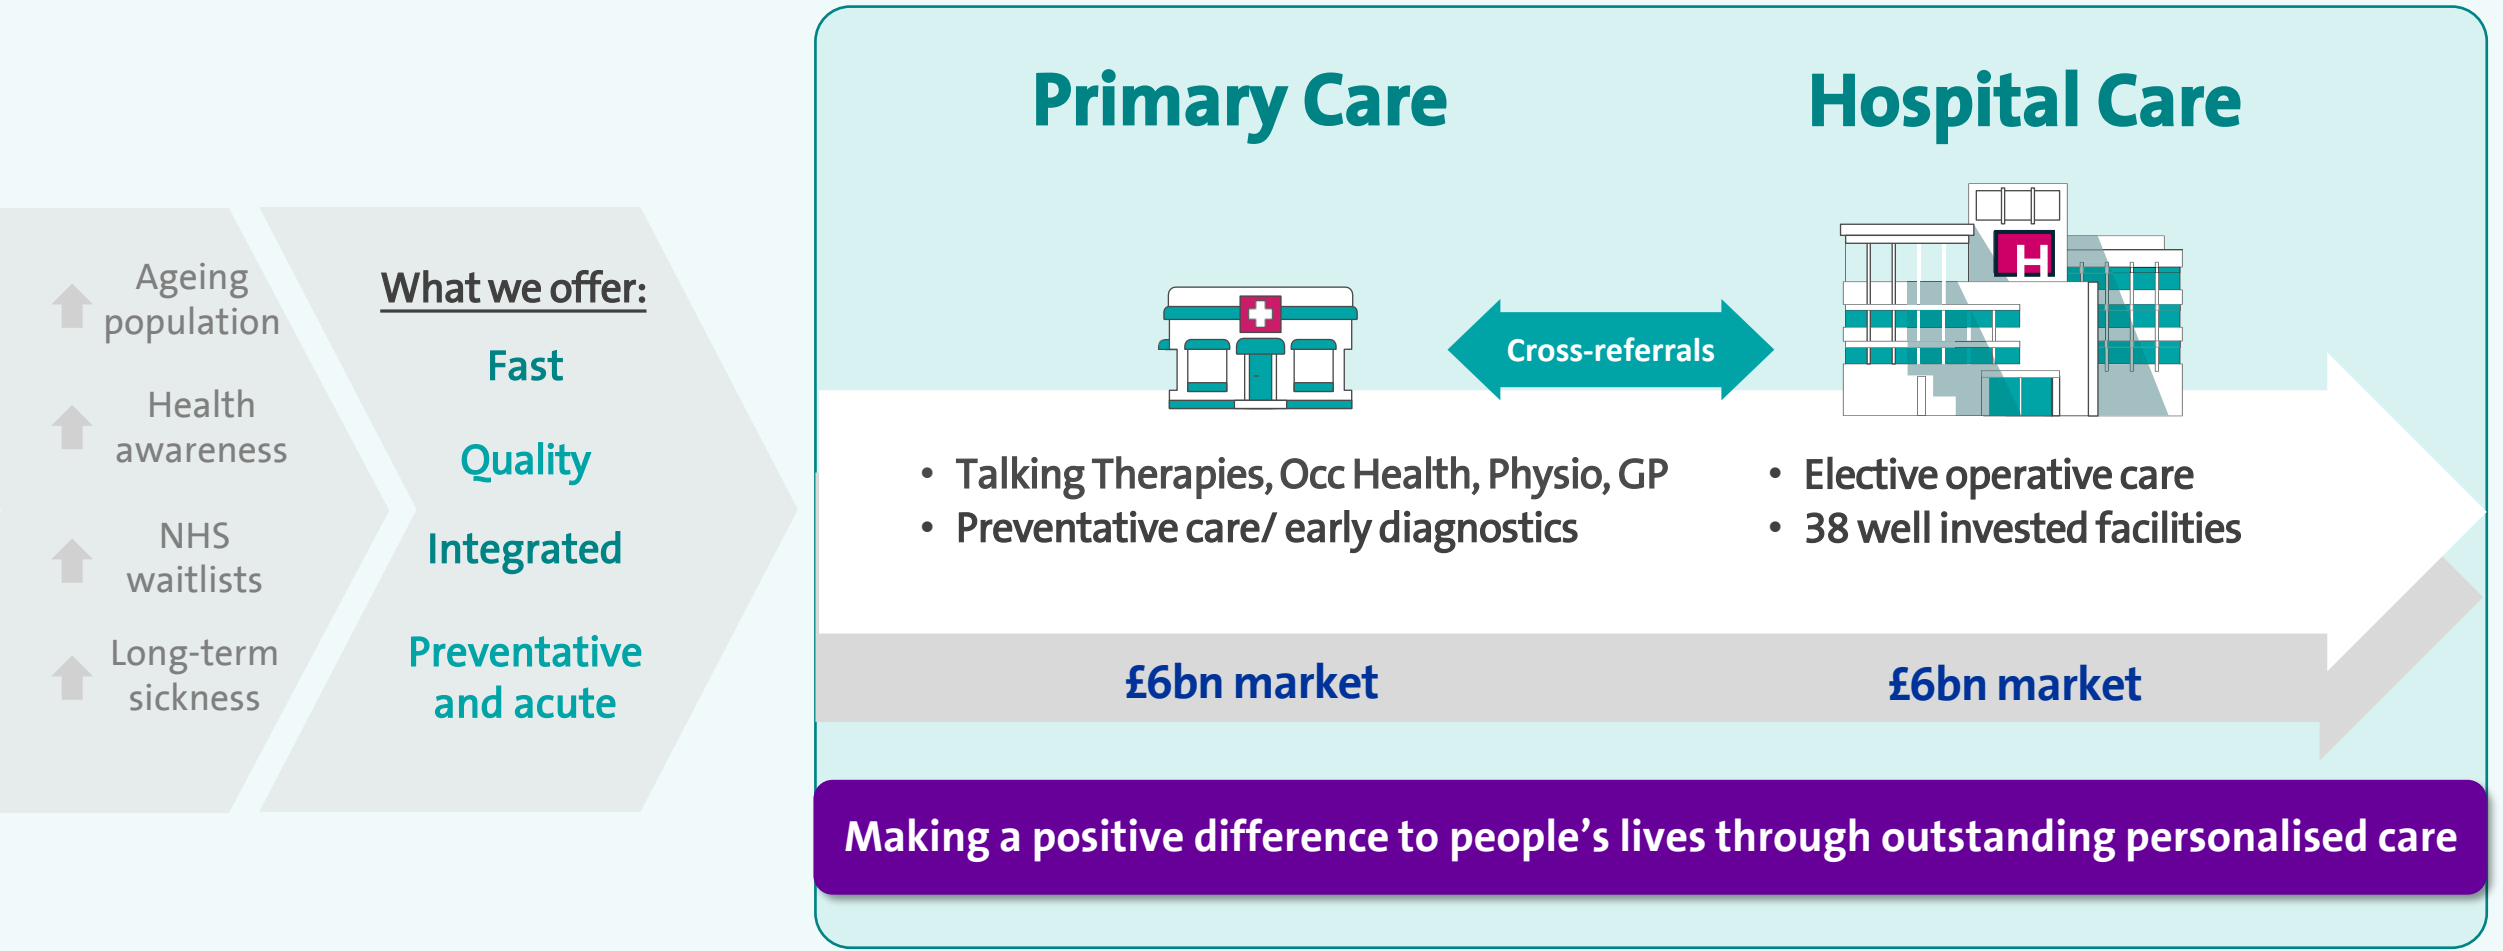 Ageing
population
Health
awareness
NHS
waitlists
Long-term
sickness
What we offer:
Fast
Quality
Integrated
Preventative
and acute
Primary Care
Hospital Care
H
Cross-referrals
• Talking Therapies, Occ Health, Physio, GP
• Preventative care/ early diagnostics
• Elective operative care
• 38 well invested facilities
£6bn market
£6bn market
Making a positive difference to people’s lives through outstanding personalised care